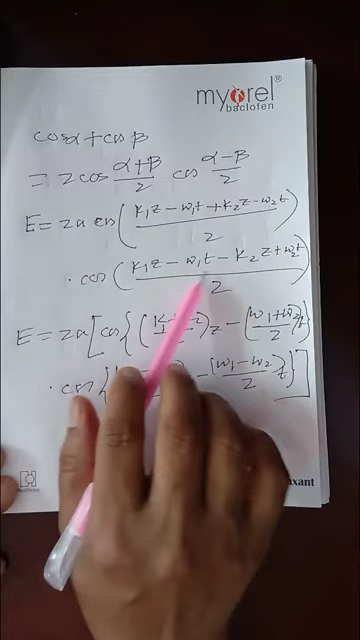 myorel®
baclofen
cosα+cosβ
= 2cos (α+β)/2 cos (α-β)/2
E = 2a cos((k₁z-ω₁t+k₂z-ω₂t)/2)
· cos((k₁z-ω₁t-k₂z+ω₂t)/2)
E = 2a[cos{( )z-((ω₁+ω₂)/2)t}
· cos{ -((ω₁-ω₂)/2)t}]
Healthcare